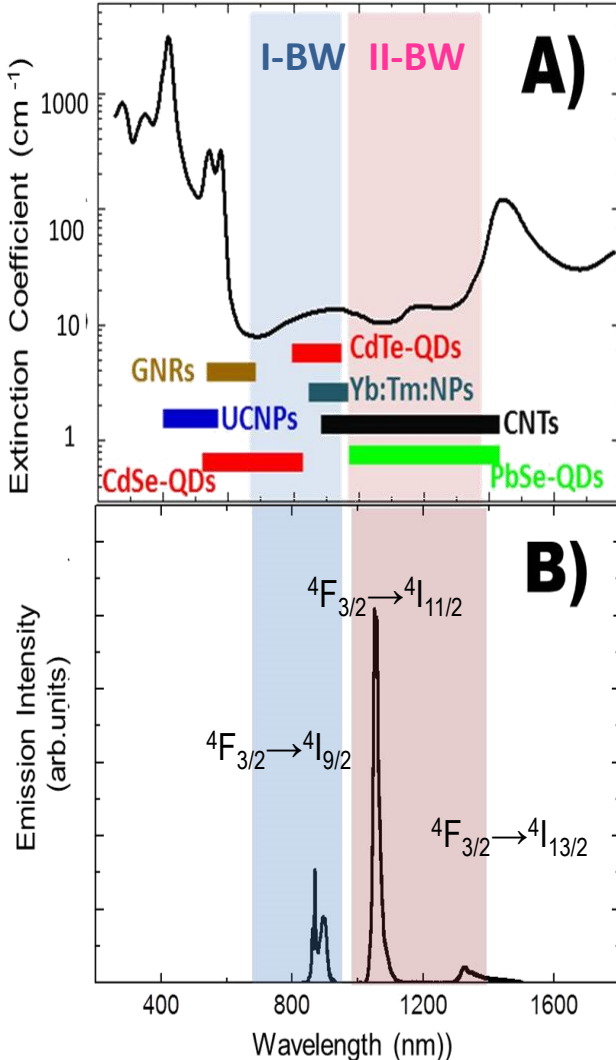 I-BW II-BW A)
Extinction Coefficient (cm -1)
1000
100
10
1
CdTe-QDs
GNRs
Yb:Tm:NPs
UCNPs
CNTs
CdSe-QDs
PbSe-QDs
B)
4F3/2→4I11/2
Emission Intensity
(arb.units)
4F3/2→4I9/2
4F3/2→4I13/2
400 800 1200 1600
Wavelength (nm))